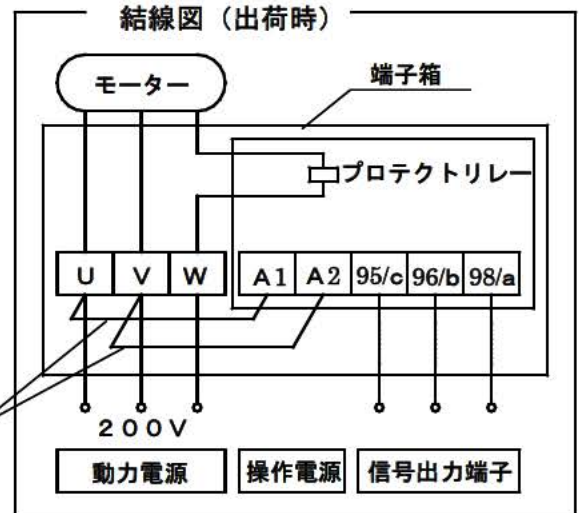 結線図（出荷時）
モーター
端子箱
プロテクトリレー
U V W A1 A2 95/c 96/b 98/a
200V
動力電源 操作電源 信号出力端子